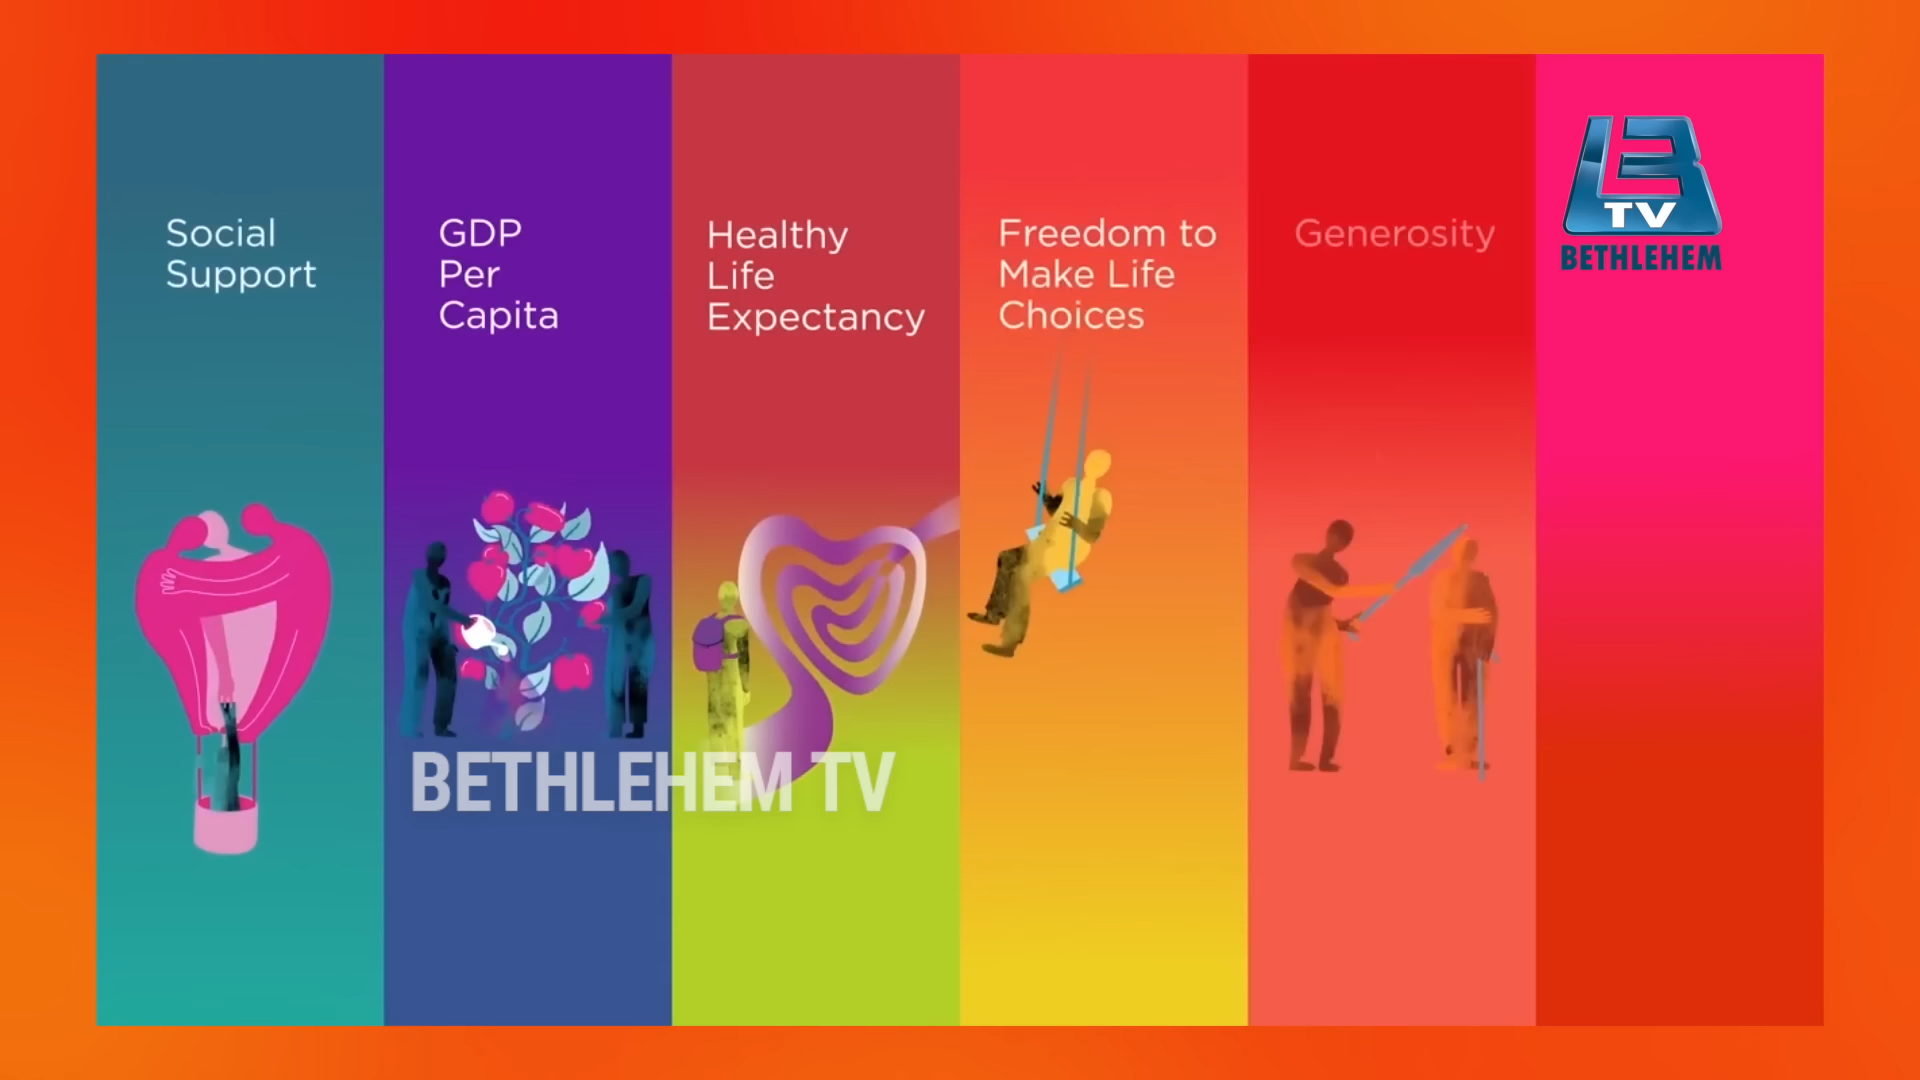 Social
Support
GDP
Per
Capita
Healthy
Life
Expectancy
Freedom to
Make Life
Choices
Generosity
TV
BETHLEHEM
BETHLEHEM TV